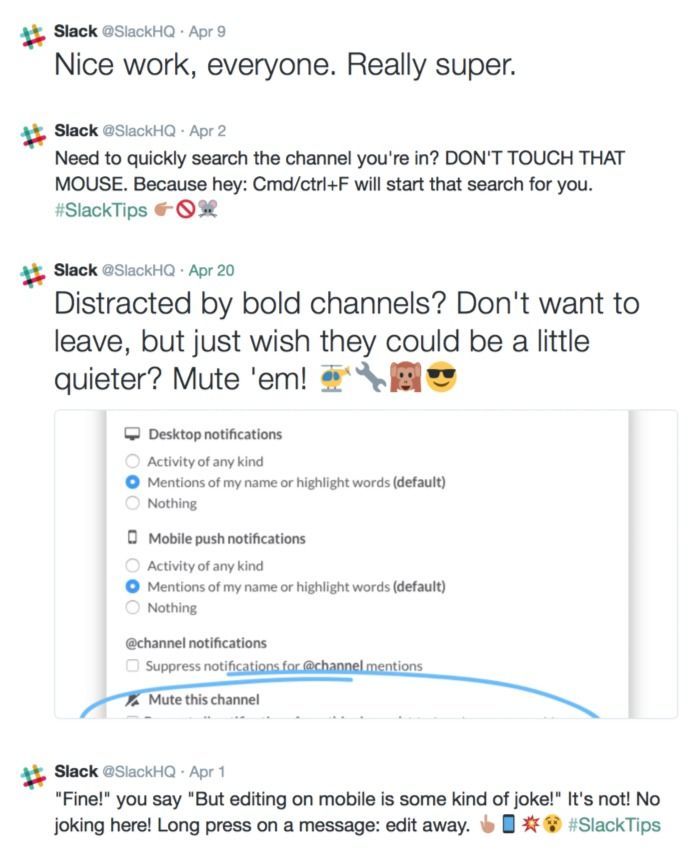 Slack @SlackHQ · Apr 9
Nice work, everyone. Really super.
Slack @SlackHQ · Apr 2
Need to quickly search the channel you're in? DON'T TOUCH THAT
MOUSE. Because hey: Cmd/ctrl+F will start that search for you.
#SlackTips 👉🚫🐭
Slack @SlackHQ · Apr 20
Distracted by bold channels? Don't want to
leave, but just wish they could be a little
quieter? Mute 'em! 🚁🔧🙉😎
Desktop notifications
Activity of any kind
Mentions of my name or highlight words (default)
Nothing
Mobile push notifications
Activity of any kind
Mentions of my name or highlight words (default)
Nothing
@channel notifications
Suppress notifications for @channel mentions
Mute this channel
Slack @SlackHQ · Apr 1
"Fine!" you say "But editing on mobile is some kind of joke!" It's not! No
joking here! Long press on a message: edit away. 👆📱💥😵 #SlackTips